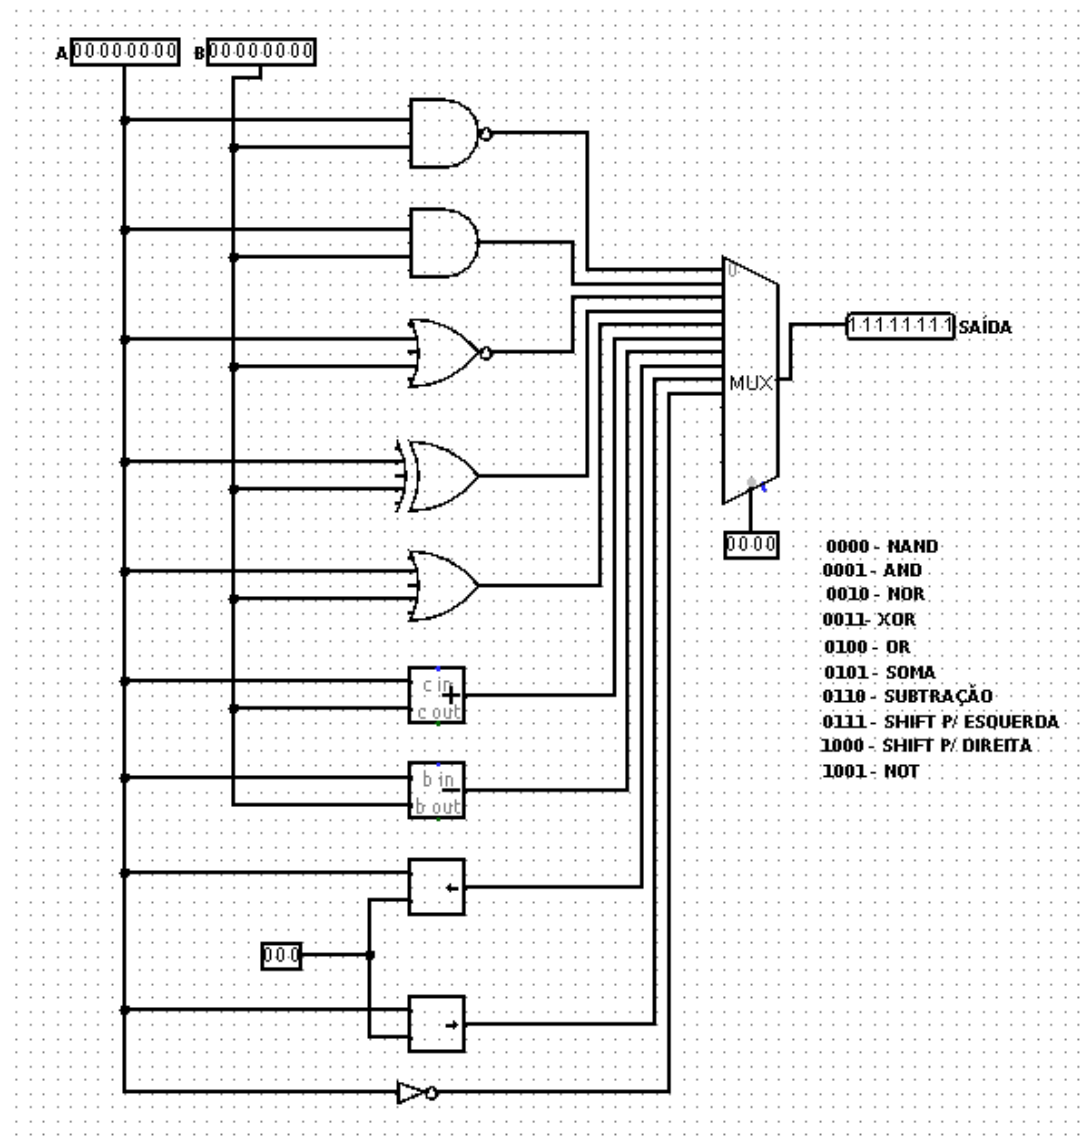 A 00000000 B 00000000
0
11111111 SAÍDA
MUX
0000
0000 - NAND
0001 - AND
0010 - NOR
0011- XOR
0100 - OR
0101 - SOMA
0110 - SUBTRAÇÃO
0111 - SHIFT P/ ESQUERDA
1000 - SHIFT P/ DIREITA
1001 - NOT
c in
+
c out
b in
b out
000